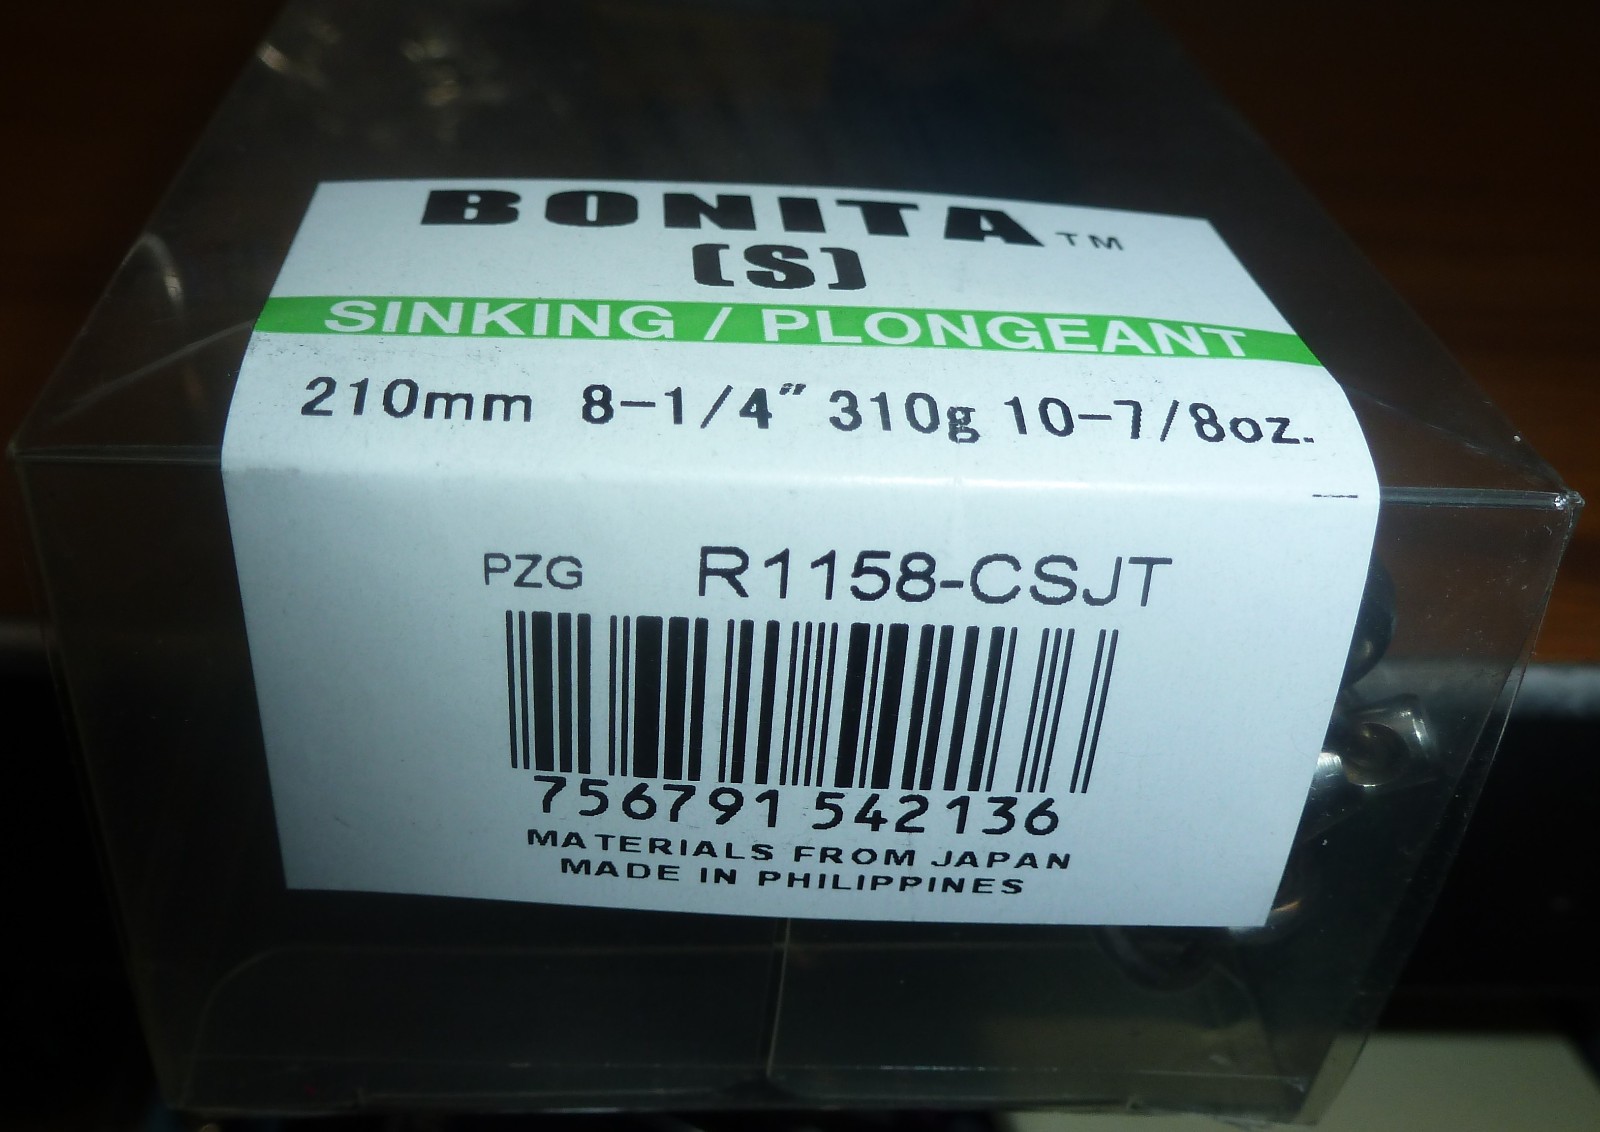 BONITA™
(S)
SINKING / PLONGEANT
210mm 8-1/4" 310g 10-7/8oz.
PZG R1158-CSJT
756791 542136
MATERIALS FROM JAPAN
MADE IN PHILIPPINES